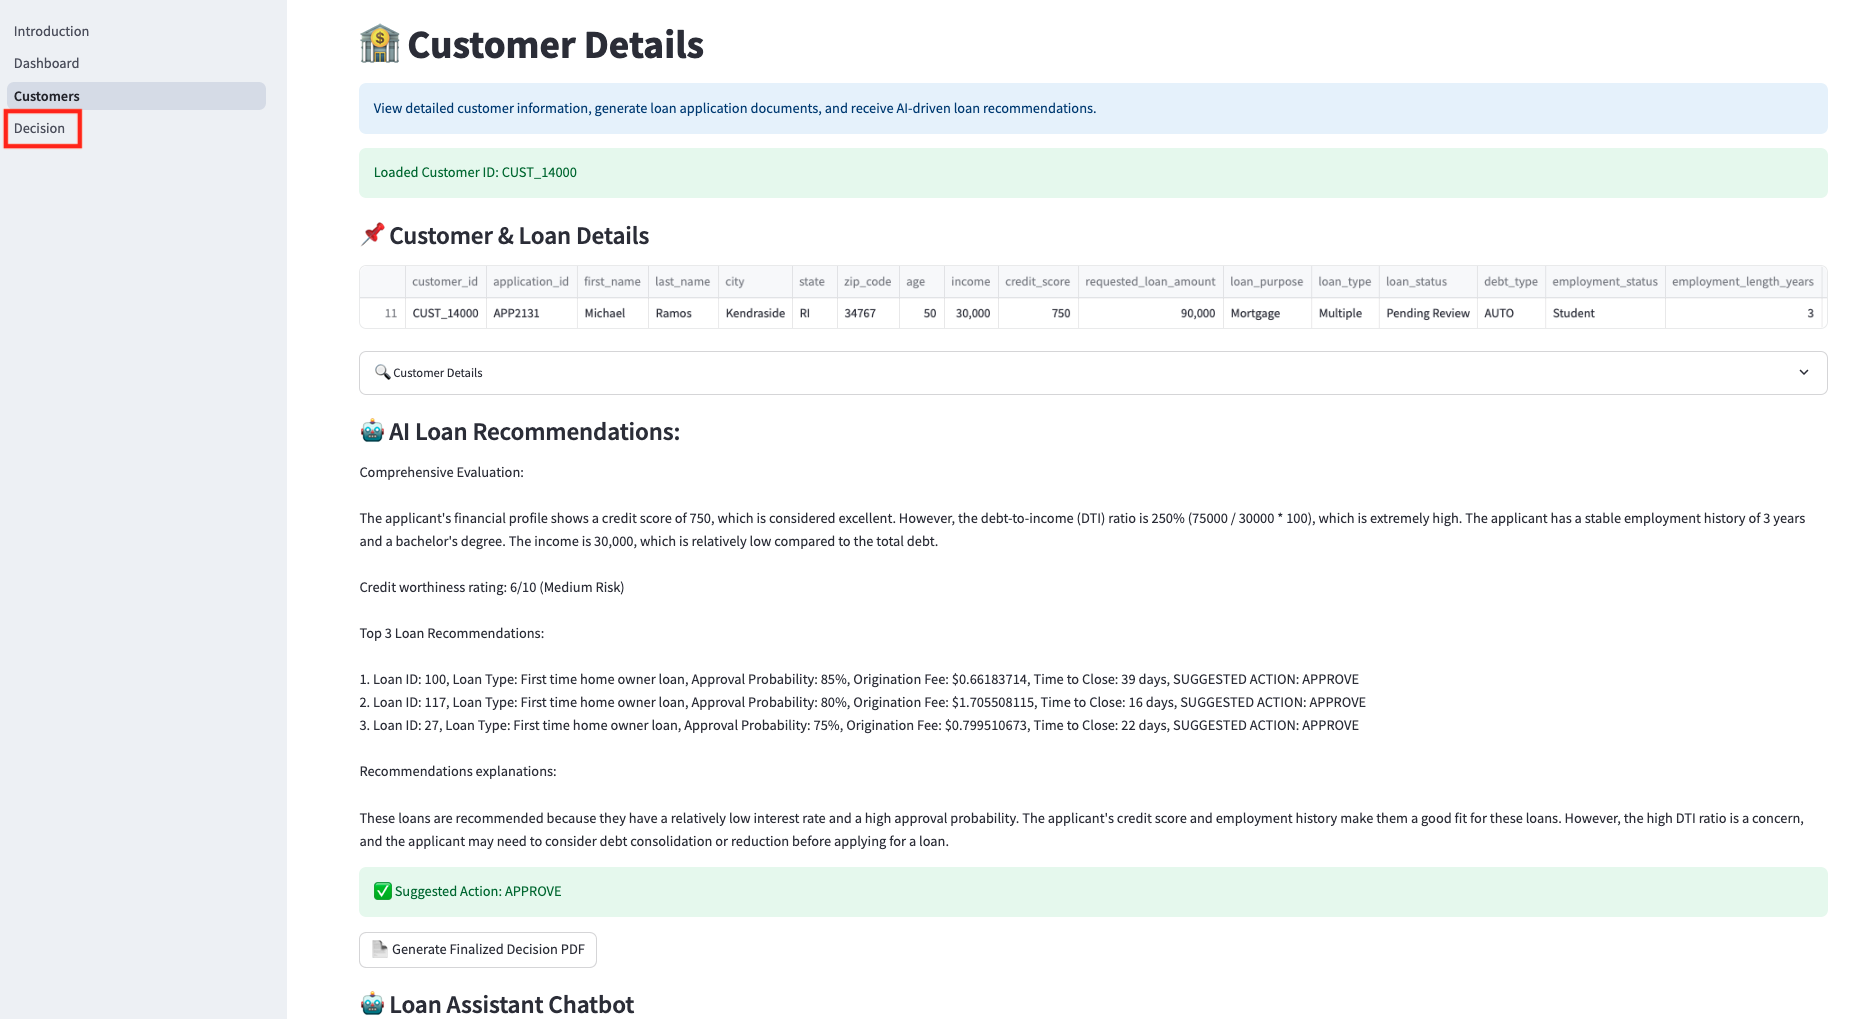 Introduction
Dashboard
Customers
Decision
Customer Details
View detailed customer information, generate loan application documents, and receive AI-driven loan recommendations.
Loaded Customer ID: CUST_14000
Customer & Loan Details
customer_id application_id first_name last_name city state zip_code age income credit_score requested_loan_amount loan_purpose loan_type loan_status debt_type employment_status employment_length_years
11 CUST_14000 APP2131 Michael Ramos Kendraside RI 34767 50 30,000 750 90,000 Mortgage Multiple Pending Review AUTO Student 3
Customer Details
AI Loan Recommendations:
Comprehensive Evaluation:
The applicant's financial profile shows a credit score of 750, which is considered excellent. However, the debt-to-income (DTI) ratio is 250% (75000 / 30000 * 100), which is extremely high. The applicant has a stable employment history of 3 years
and a bachelor's degree. The income is 30,000, which is relatively low compared to the total debt.
Credit worthiness rating: 6/10 (Medium Risk)
Top 3 Loan Recommendations:
1. Loan ID: 100, Loan Type: First time home owner loan, Approval Probability: 85%, Origination Fee: $0.66183714, Time to Close: 39 days, SUGGESTED ACTION: APPROVE
2. Loan ID: 117, Loan Type: First time home owner loan, Approval Probability: 80%, Origination Fee: $1.705508115, Time to Close: 16 days, SUGGESTED ACTION: APPROVE
3. Loan ID: 27, Loan Type: First time home owner loan, Approval Probability: 75%, Origination Fee: $0.799510673, Time to Close: 22 days, SUGGESTED ACTION: APPROVE
Recommendations explanations:
These loans are recommended because they have a relatively low interest rate and a high approval probability. The applicant's credit score and employment history make them a good fit for these loans. However, the high DTI ratio is a concern,
and the applicant may need to consider debt consolidation or reduction before applying for a loan.
Suggested Action: APPROVE
Generate Finalized Decision PDF
Loan Assistant Chatbot